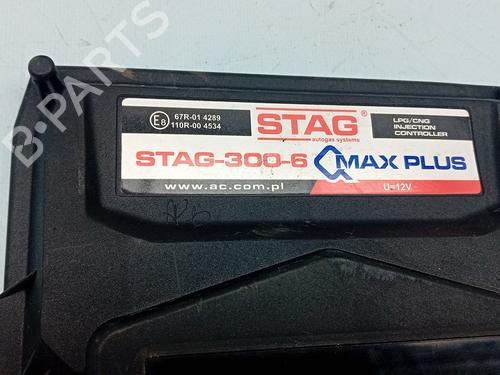 B-PARTS
E8
67R-01 4289
110R-00 4534
STAG®
autogas systems
LPG/CNG
INJECTION
CONTROLLER
STAG-300-6 QMAX PLUS
www.ac.com.pl
U=12V